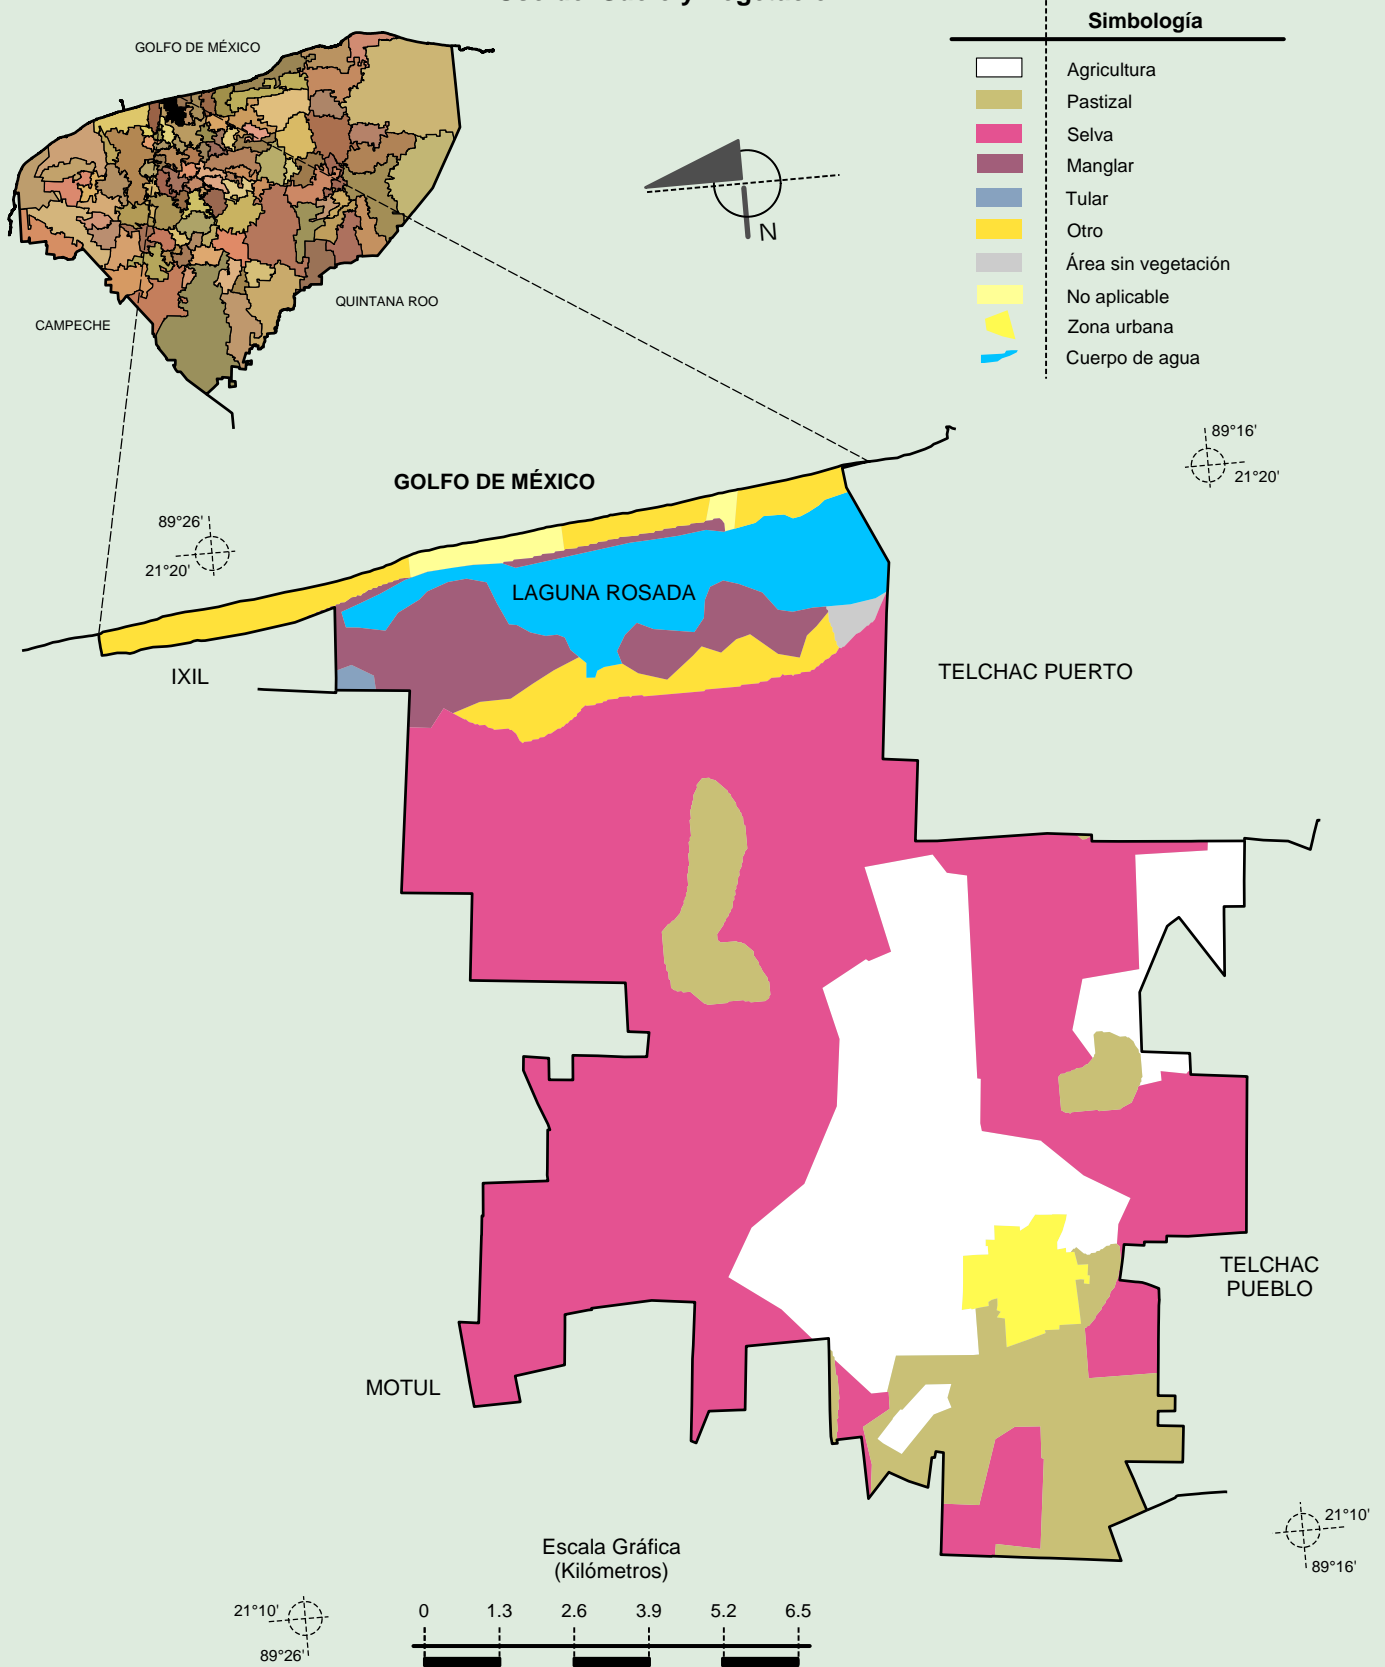 Simbología
GOLFO DE MÉXICO
Agricultura
Pastizal
Selva
Manglar
Tular
Otro
Área sin vegetación
No aplicable
Zona urbana
Cuerpo de agua
N
QUINTANA ROO
CAMPECHE
89°16'
21°20'
GOLFO DE MÉXICO
89°26'
21°20'
LAGUNA ROSADA
IXIL
TELCHAC PUERTO
TELCHAC
PUEBLO
MOTUL
21°10'
89°16'
Escala Gráfica
(Kilómetros)
21°10'
89°26'
0 1.3 2.6 3.9 5.2 6.5